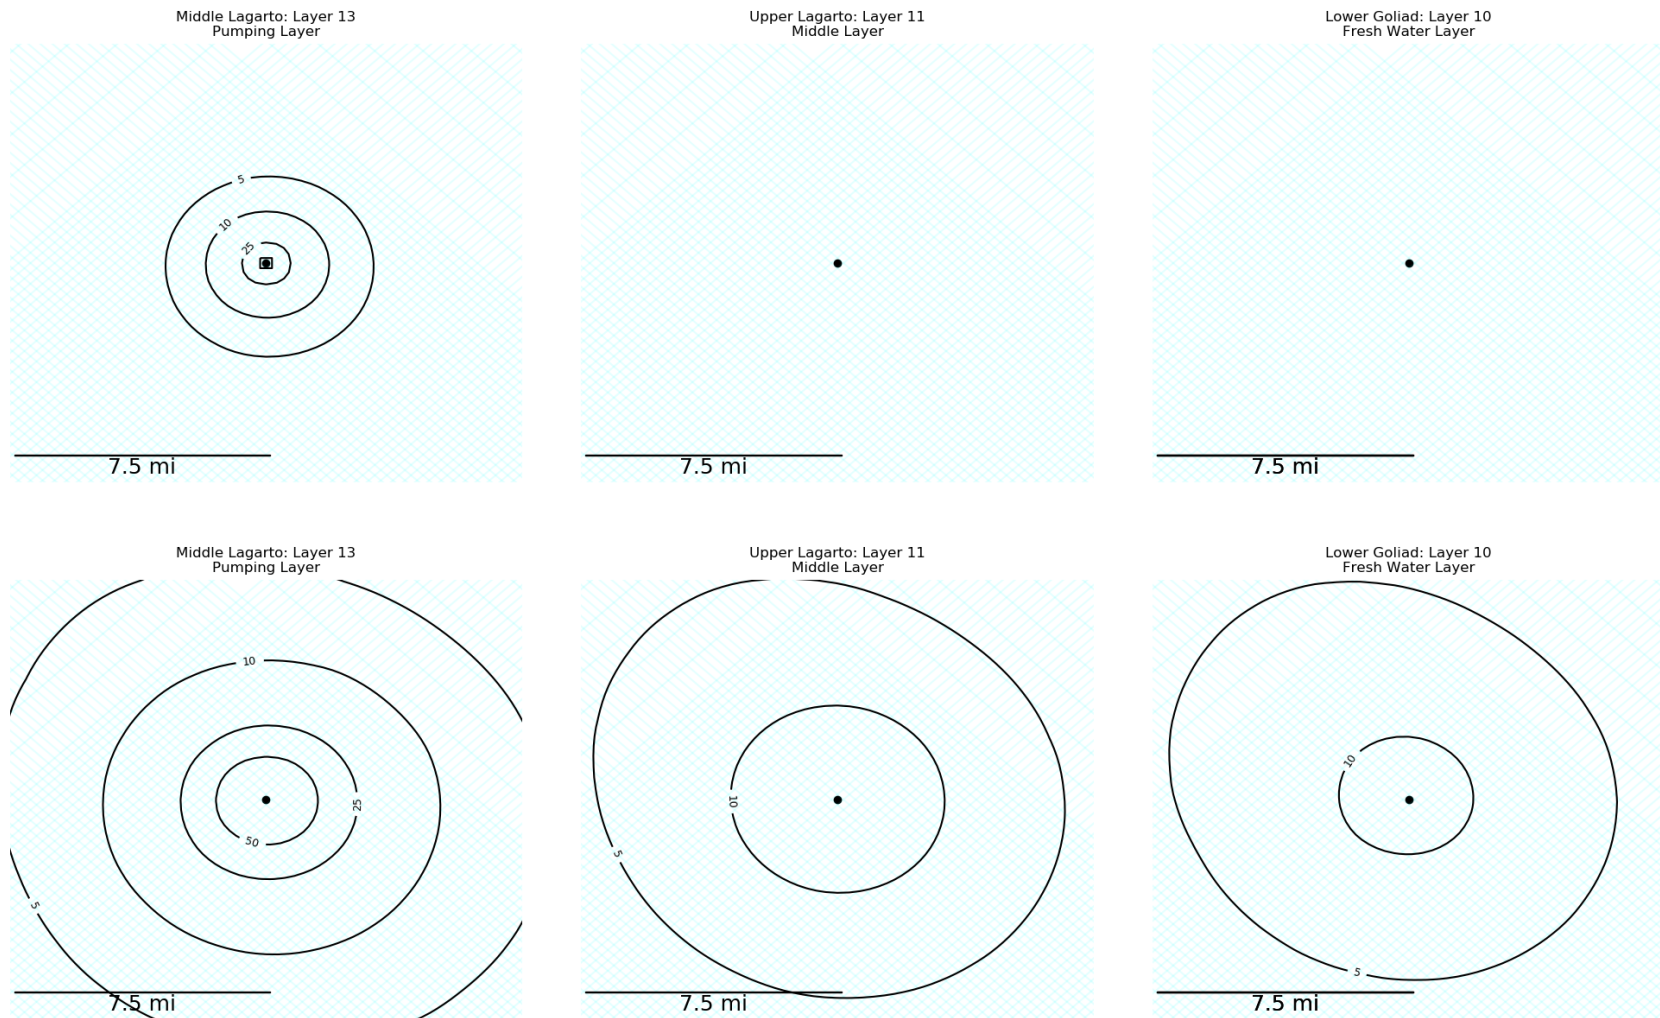 Middle Lagarto: Layer 13
Pumping Layer
Upper Lagarto: Layer 11
Middle Layer
Lower Goliad: Layer 10
Fresh Water Layer
5
10
25
7.5 mi
7.5 mi
7.5 mi
Middle Lagarto: Layer 13
Pumping Layer
Upper Lagarto: Layer 11
Middle Layer
Lower Goliad: Layer 10
Fresh Water Layer
10
25
50
5
10
5
10
5
7.5 mi
7.5 mi
7.5 mi